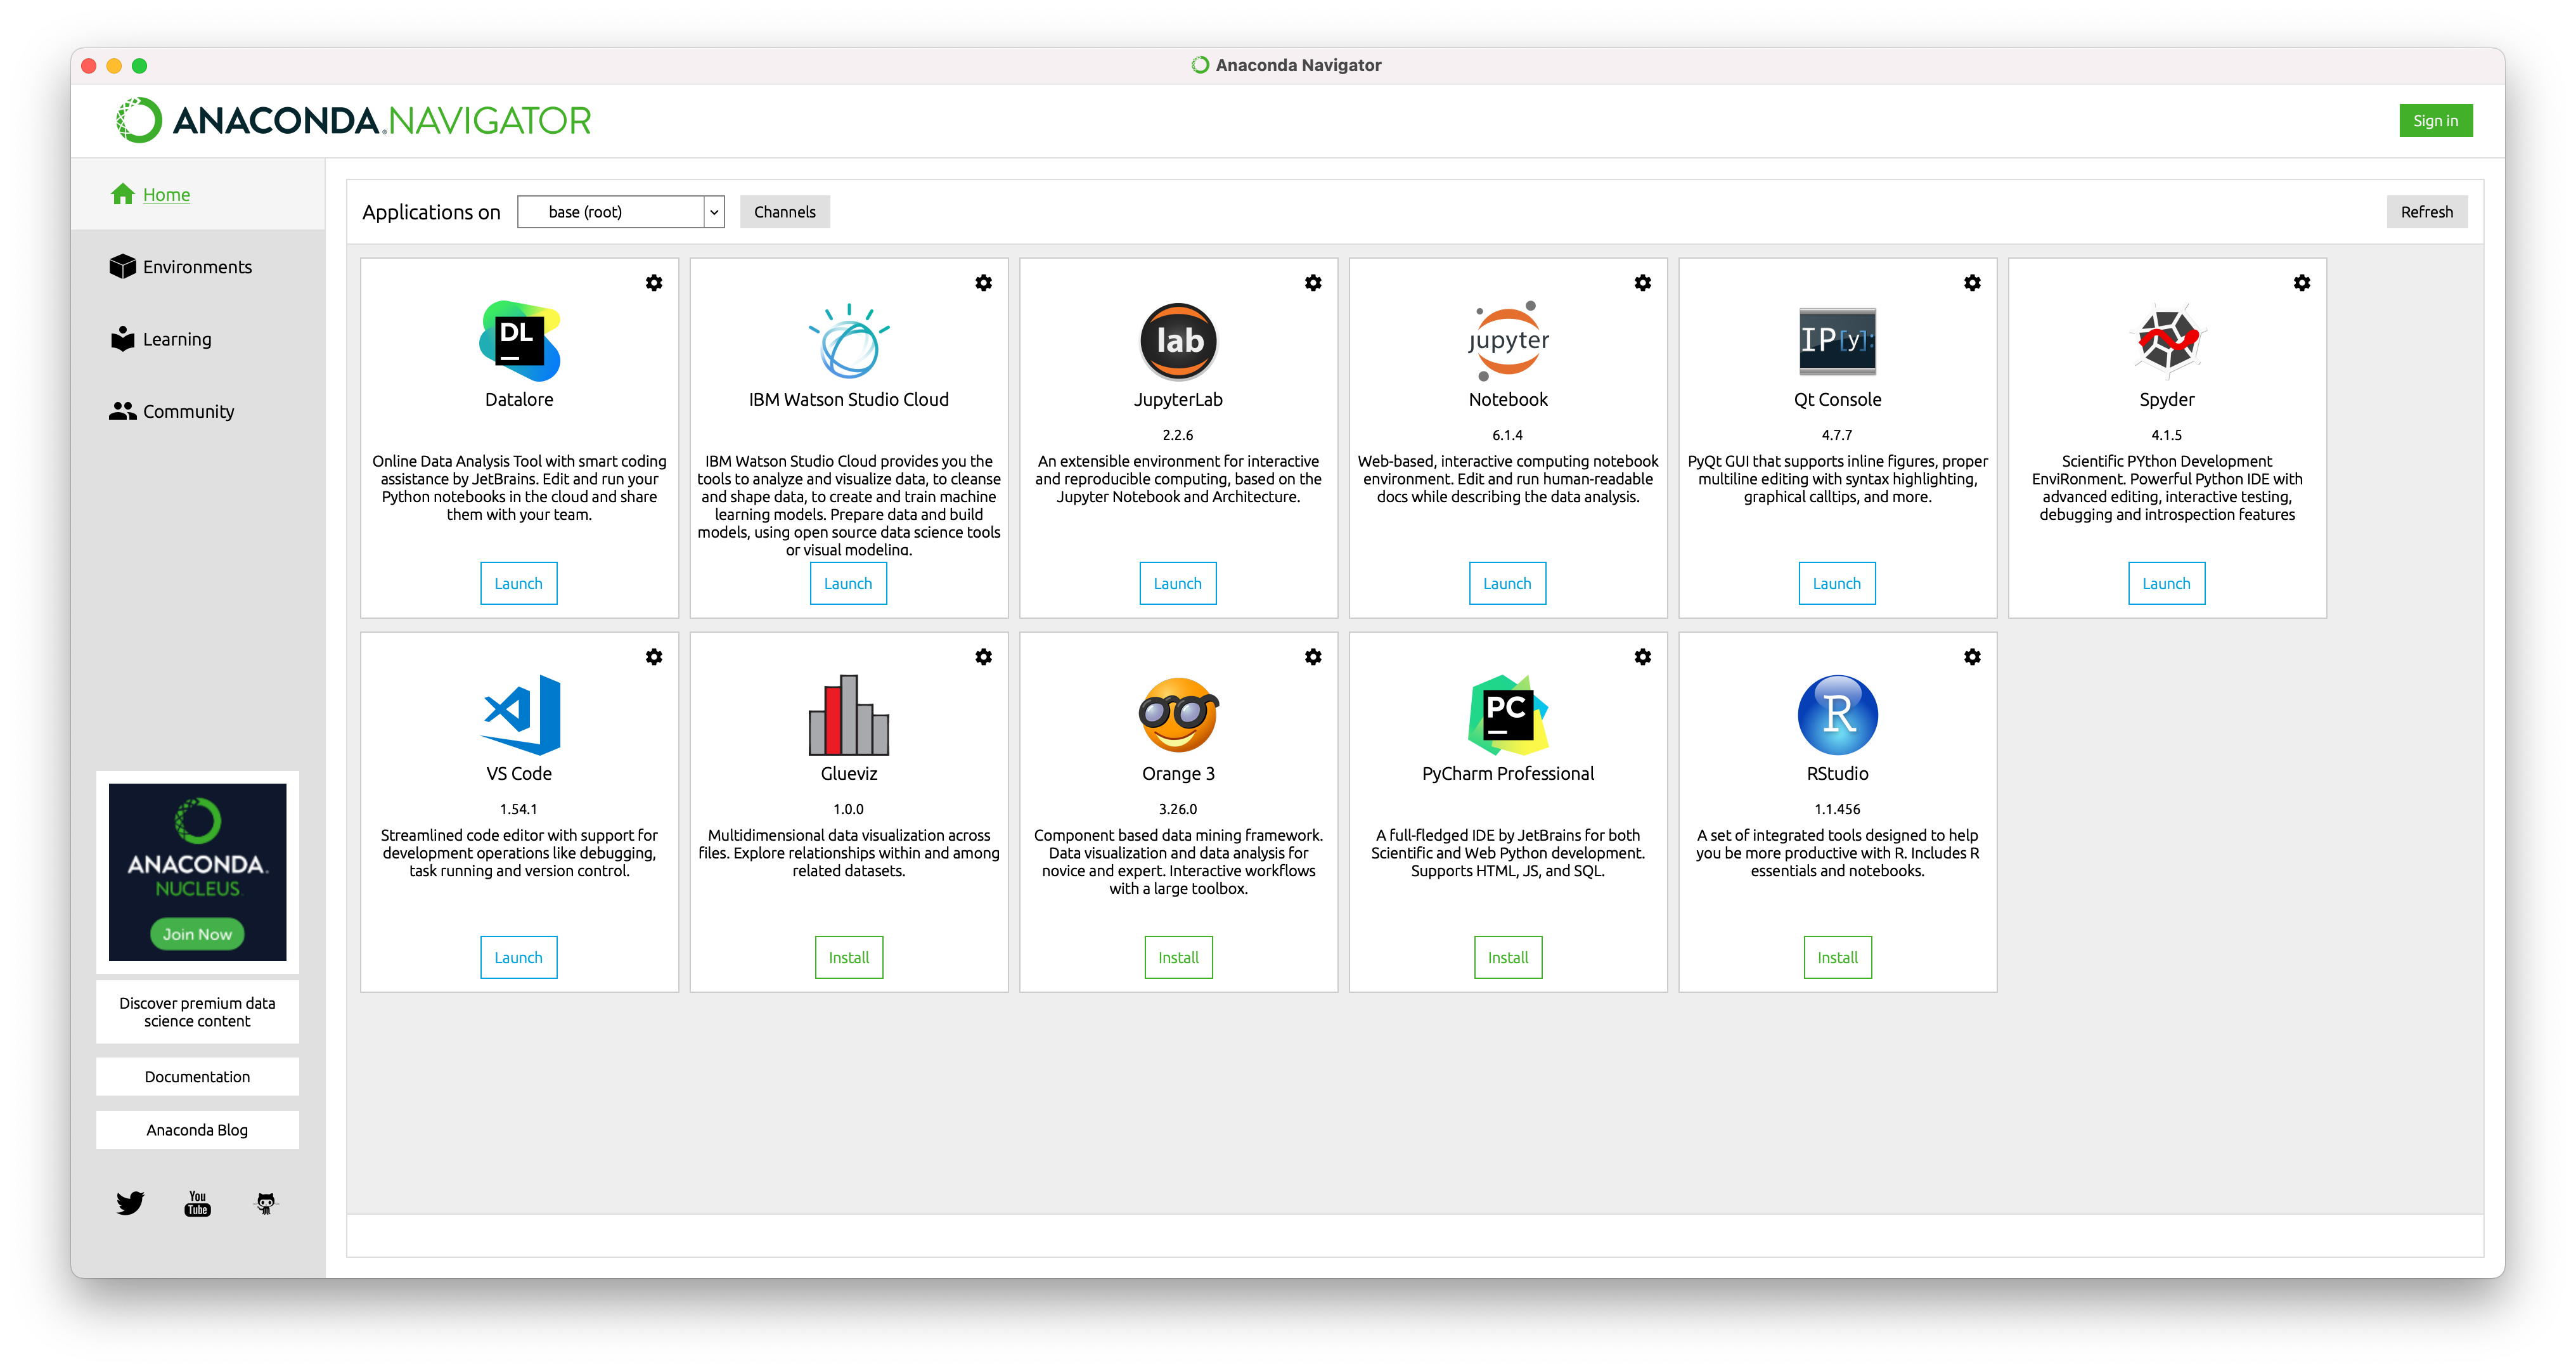 Anaconda Navigator
ANACONDA.NAVIGATOR
Sign in
Home
Environments
Learning
Community
ANACONDA.
NUCLEUS
Join Now
Discover premium data
science content
Documentation
Anaconda Blog
You
Tube
Applications on
base (root)
Channels
Refresh
DL
Datalore
Online Data Analysis Tool with smart coding
assistance by JetBrains. Edit and run your
Python notebooks in the cloud and share
them with your team.
Launch
IBM Watson Studio Cloud
IBM Watson Studio Cloud provides you the
tools to analyze and visualize data, to cleanse
and shape data, to create and train machine
learning models. Prepare data and build
models, using open source data science tools
or visual modeling.
Launch
lab
JupyterLab
2.2.6
An extensible environment for interactive
and reproducible computing, based on the
Jupyter Notebook and Architecture.
Launch
jupyter
Notebook
6.1.4
Web-based, interactive computing notebook
environment. Edit and run human-readable
docs while describing the data analysis.
Launch
IP[y]:
Qt Console
4.7.7
PyQt GUI that supports inline figures, proper
multiline editing with syntax highlighting,
graphical calltips, and more.
Launch
Spyder
4.1.5
Scientific PYthon Development
EnviRonment. Powerful Python IDE with
advanced editing, interactive testing,
debugging and introspection features
Launch
VS Code
1.54.1
Streamlined code editor with support for
development operations like debugging,
task running and version control.
Launch
Glueviz
1.0.0
Multidimensional data visualization across
files. Explore relationships within and among
related datasets.
Install
Orange 3
3.26.0
Component based data mining framework.
Data visualization and data analysis for
novice and expert. Interactive workflows
with a large toolbox.
Install
PC
PyCharm Professional
A full-fledged IDE by JetBrains for both
Scientific and Web Python development.
Supports HTML, JS, and SQL.
Install
R
RStudio
1.1.456
A set of integrated tools designed to help
you be more productive with R. Includes R
essentials and notebooks.
Install